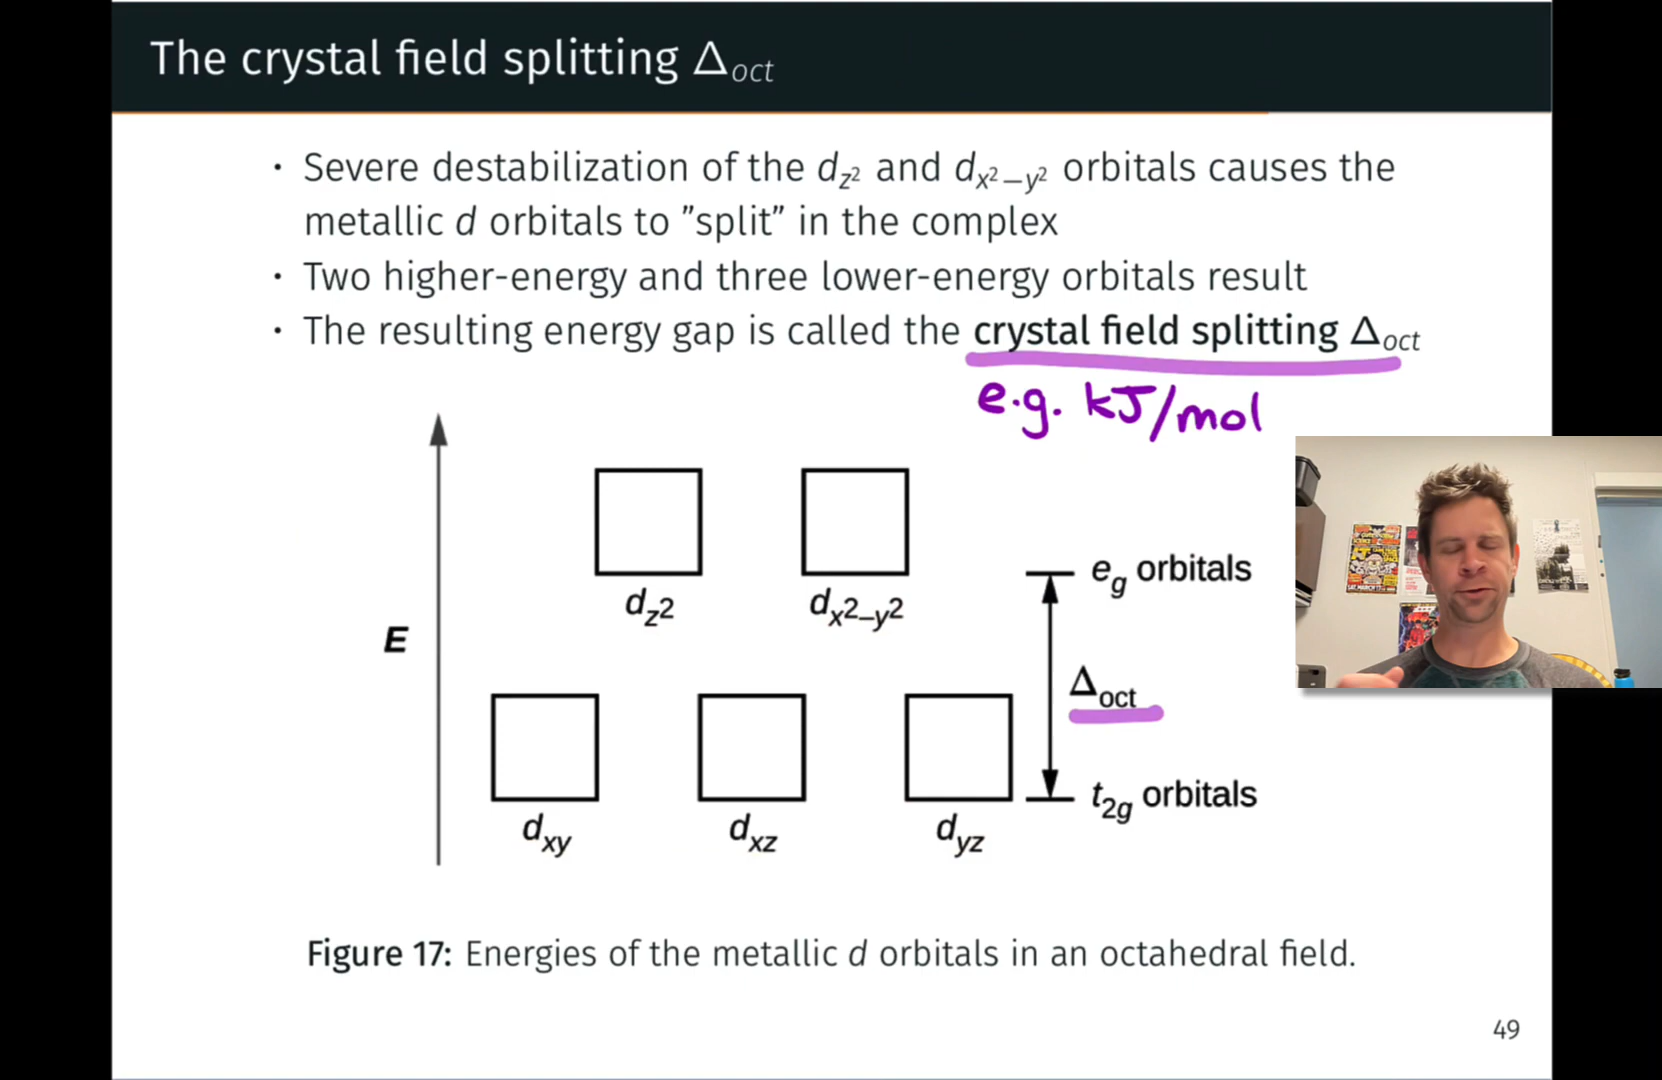 The crystal field splitting Δoct
· Severe destabilization of the dz² and dx²−y² orbitals causes the
metallic d orbitals to ”split” in the complex
· Two higher-energy and three lower-energy orbitals result
· The resulting energy gap is called the crystal field splitting Δoct
e.g. kJ/mol
eg orbitals
dz2 dx2–y2
E
Δoct
t2g orbitals
dxy dxz dyz
Figure 17: Energies of the metallic d orbitals in an octahedral field.
49